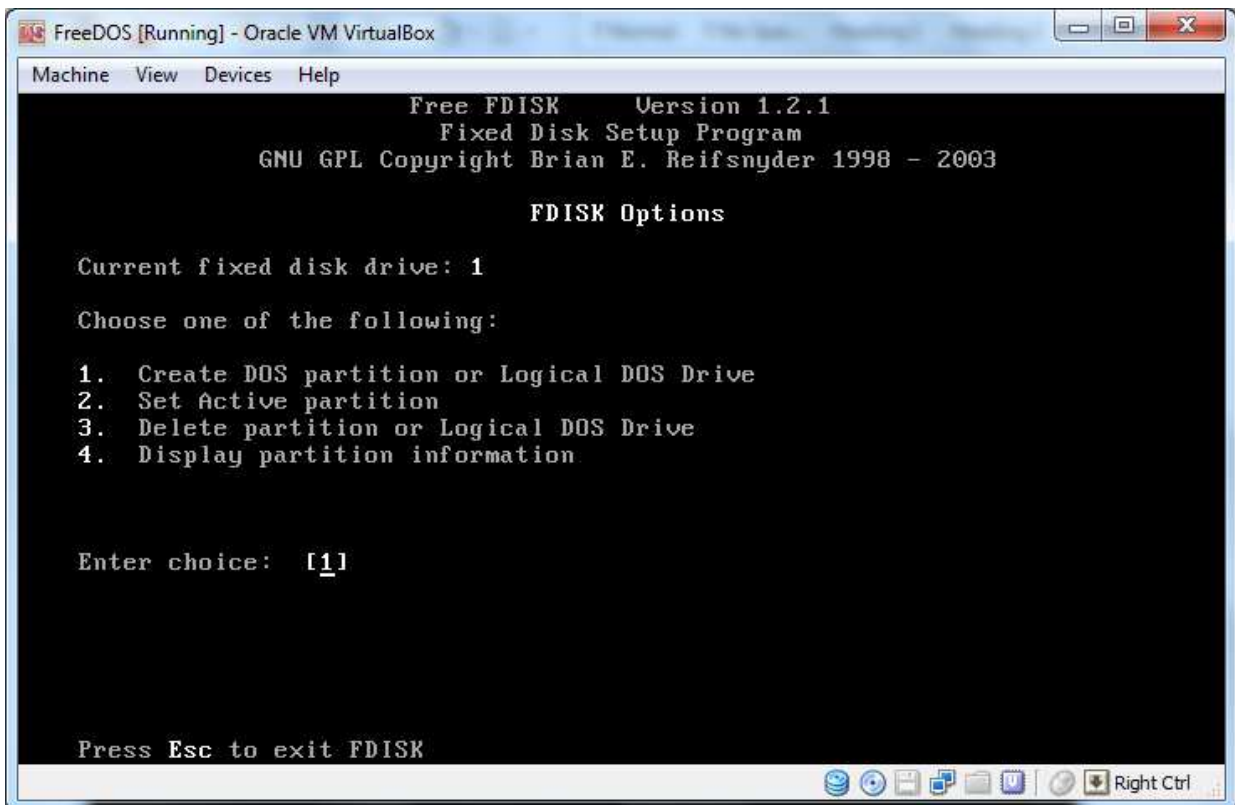 FreeDOS [Running] - Oracle VM VirtualBox
Machine View Devices Help
Free FDISK Version 1.2.1
Fixed Disk Setup Program
GNU GPL Copyright Brian E. Reifsnyder 1998 - 2003
FDISK Options
Current fixed disk drive: 1
Choose one of the following:
1. Create DOS partition or Logical DOS Drive
2. Set Active partition
3. Delete partition or Logical DOS Drive
4. Display partition information
Enter choice: [1]
Press Esc to exit FDISK
Right Ctrl